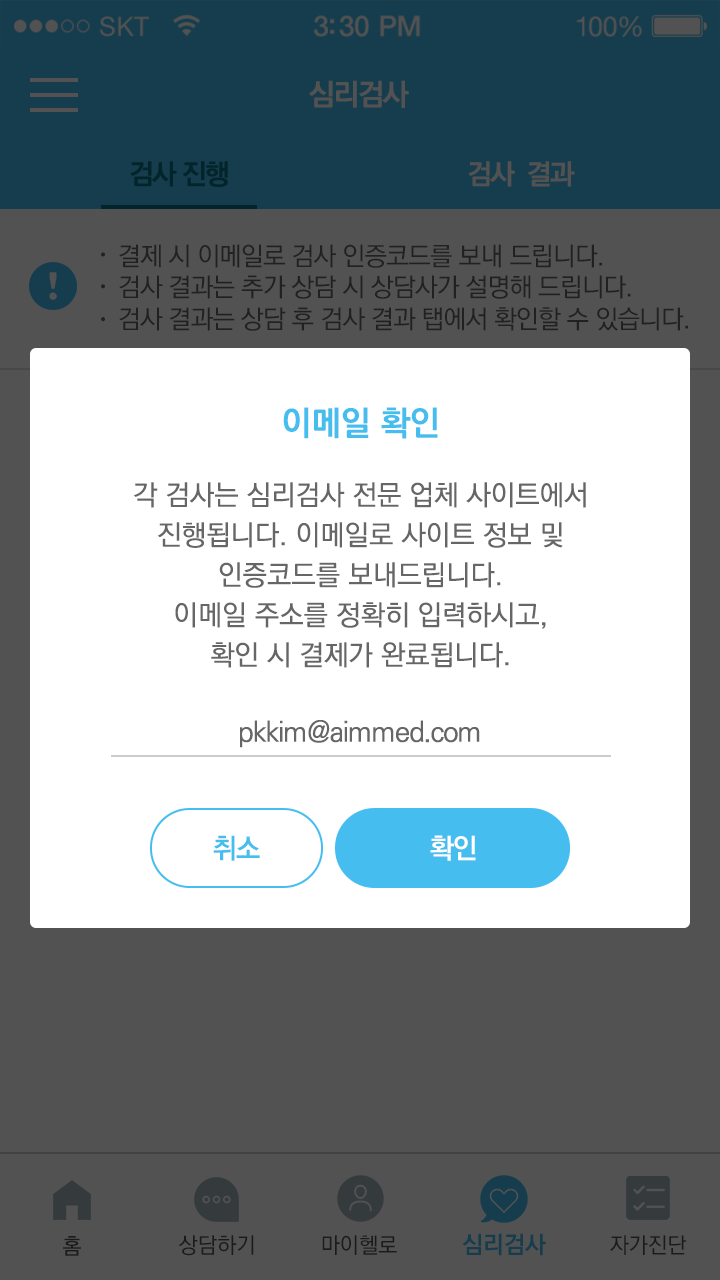 SKT 3:30 PM 100%
심리검사
검사 진행 검사 결과
· 결제 시 이메일로 검사 인증코드를 보내 드립니다.
· 검사 결과는 추가 상담 시 상담사가 설명해 드립니다.
· 검사 결과는 상담 후 검사 결과 탭에서 확인할 수 있습니다.
이메일 확인
각 검사는 심리검사 전문 업체 사이트에서
진행됩니다. 이메일로 사이트 정보 및
인증코드를 보내드립니다.
이메일 주소를 정확히 입력하시고,
확인 시 결제가 완료됩니다.
pkkim@aimmed.com
취소 확인
홈 상담하기 마이헬로 심리검사 자가진단